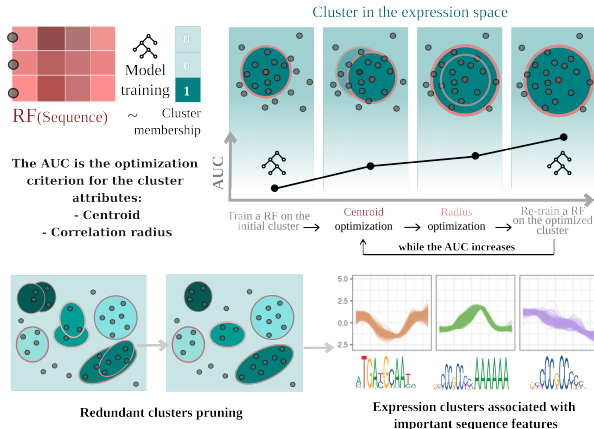 Cluster in the expression space
0
0
1
Model
training
RF(Sequence)
~
Cluster
membership
The AUC is the optimization
criterion for the cluster
attributes:
- Centroid
- Correlation radius
AUC
Train a RF on the
initial cluster
Centroid
optimization
Radius
optimization
Re-train a RF
on the optimized
cluster
while the AUC increases
5.0
2.5
0.0
-2.5
Redundant clusters pruning
Expression clusters associated with
important sequence features